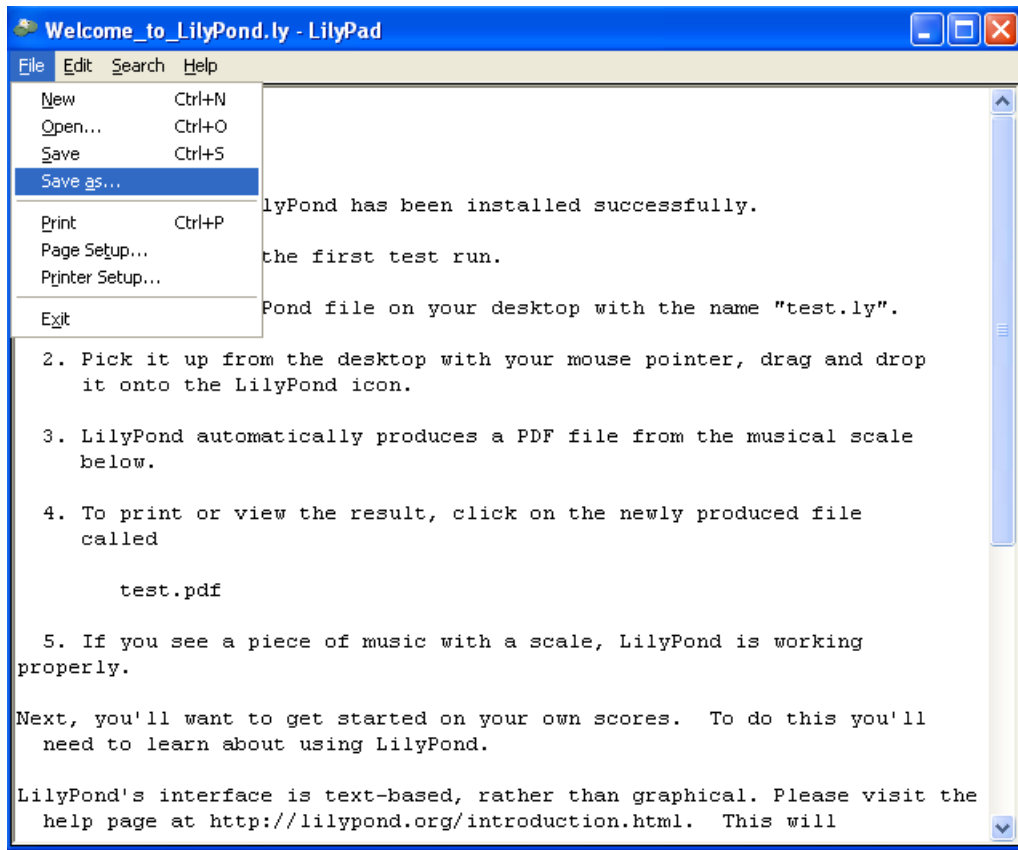 Welcome_to_LilyPond.ly - LilyPad
File Edit Search Help
New Ctrl+N
Open... Ctrl+O
Save Ctrl+S
Save as...
Print Ctrl+P
Page Setup...
Printer Setup...
Exit
lyPond has been installed successfully.
the first test run.
Pond file on your desktop with the name "test.ly".
2. Pick it up from the desktop with your mouse pointer, drag and drop
it onto the LilyPond icon.
3. LilyPond automatically produces a PDF file from the musical scale
below.
4. To print or view the result, click on the newly produced file
called
test.pdf
5. If you see a piece of music with a scale, LilyPond is working
properly.
Next, you'll want to get started on your own scores.  To do this you'll
need to learn about using LilyPond.
LilyPond's interface is text-based, rather than graphical. Please visit the
help page at http://lilypond.org/introduction.html.  This will